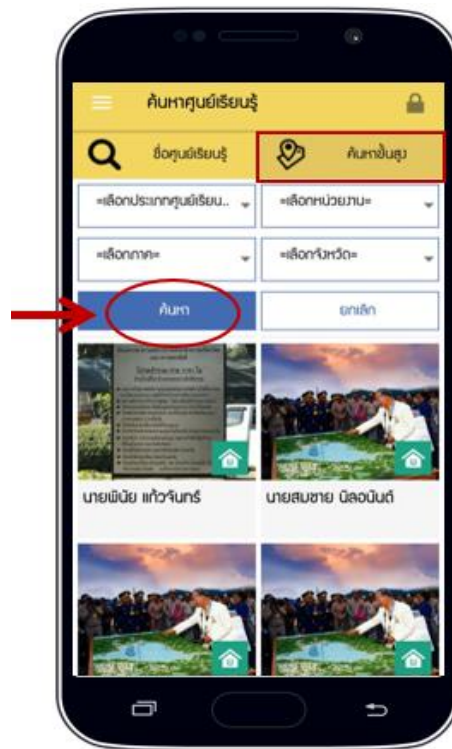 ค้นหาศูนย์เรียนรู้
ชื่อศูนย์เรียนรู้
ค้นหาขั้นสูง
=เลือกประเภทศูนย์เรียน..
=เลือกหน่วยงาน=
=เลือกภาค=
=เลือกจังหวัด=
ค้นหา
ยกเลิก
นายพินัย แก้วจันทร์
นายสมชาย นิลอนันต์